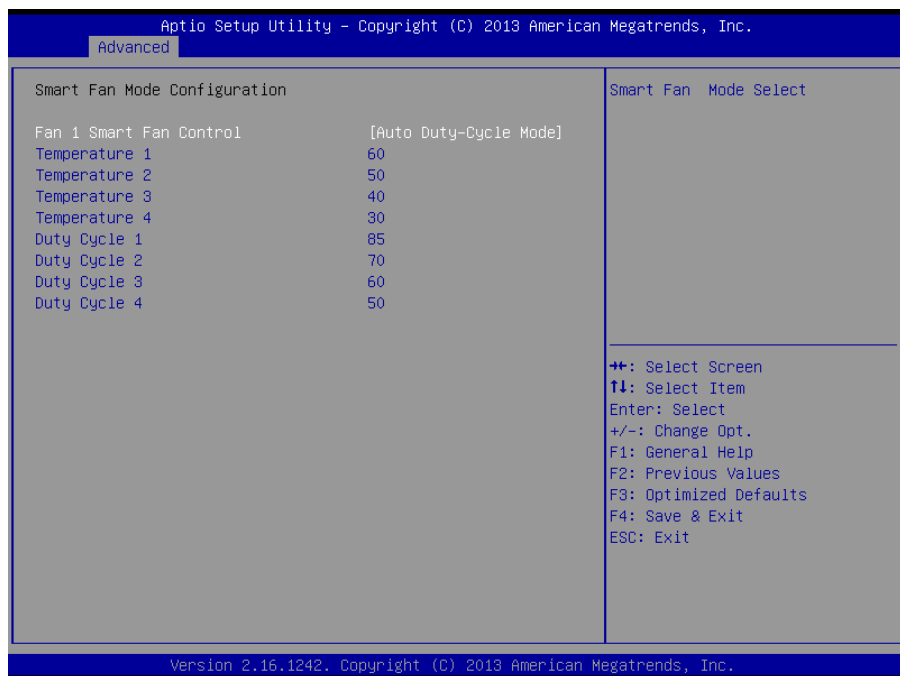 Aptio Setup Utility – Copyright (C) 2013 American Megatrends, Inc.
Advanced
Smart Fan Mode Configuration
Fan 1 Smart Fan Control [Auto Duty-Cycle Mode]
Temperature 1 60
Temperature 2 50
Temperature 3 40
Temperature 4 30
Duty Cycle 1 85
Duty Cycle 2 70
Duty Cycle 3 60
Duty Cycle 4 50
Smart Fan  Mode Select
→←: Select Screen
↑↓: Select Item
Enter: Select
+/-: Change Opt.
F1: General Help
F2: Previous Values
F3: Optimized Defaults
F4: Save & Exit
ESC: Exit
Version 2.16.1242. Copyright (C) 2013 American Megatrends, Inc.